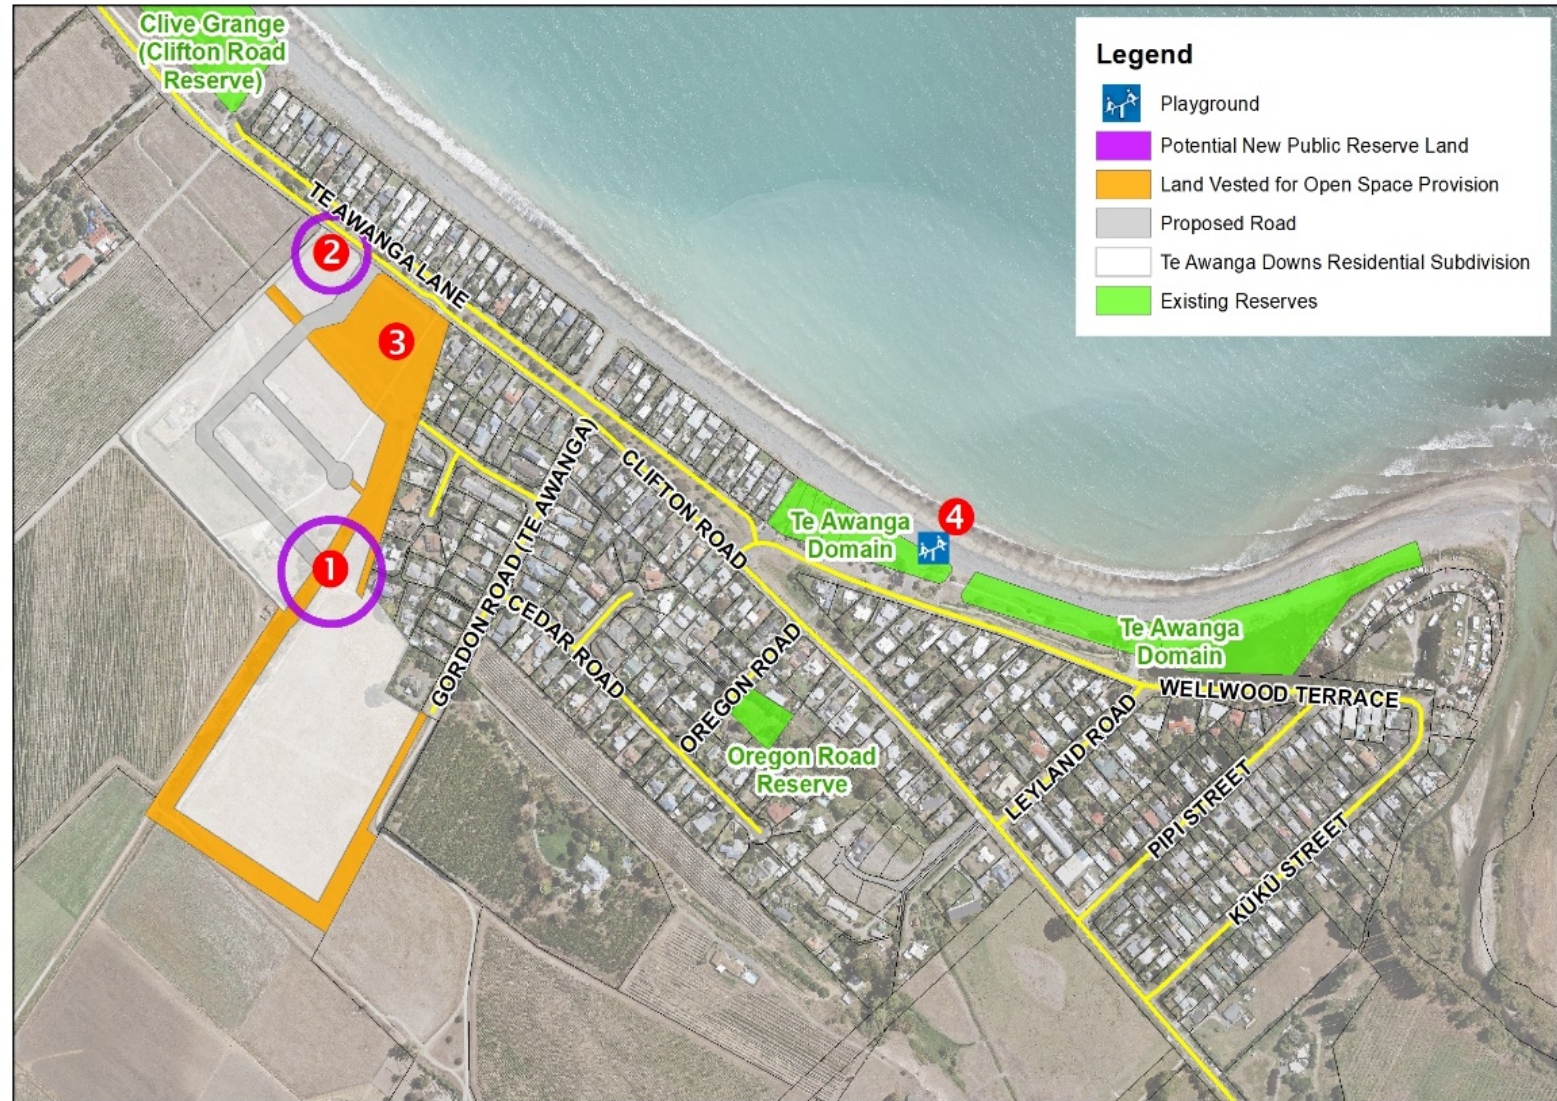 Clive Grange
(Clifton Road
Reserve)
Legend
Playground
Potential New Public Reserve Land
Land Vested for Open Space Provision
Proposed Road
Te Awanga Downs Residential Subdivision
Existing Reserves
TE AWANGA LANE
2
3
1
4
GORDON ROAD (TE AWANGA)
CLIFTON ROAD
Te Awanga
Domain
CEDAR ROAD
OREGON ROAD
Oregon Road
Reserve
Te Awanga
Domain
WELLWOOD TERRACE
LEYLAND ROAD
PIPI STREET
KŪKŪ STREET